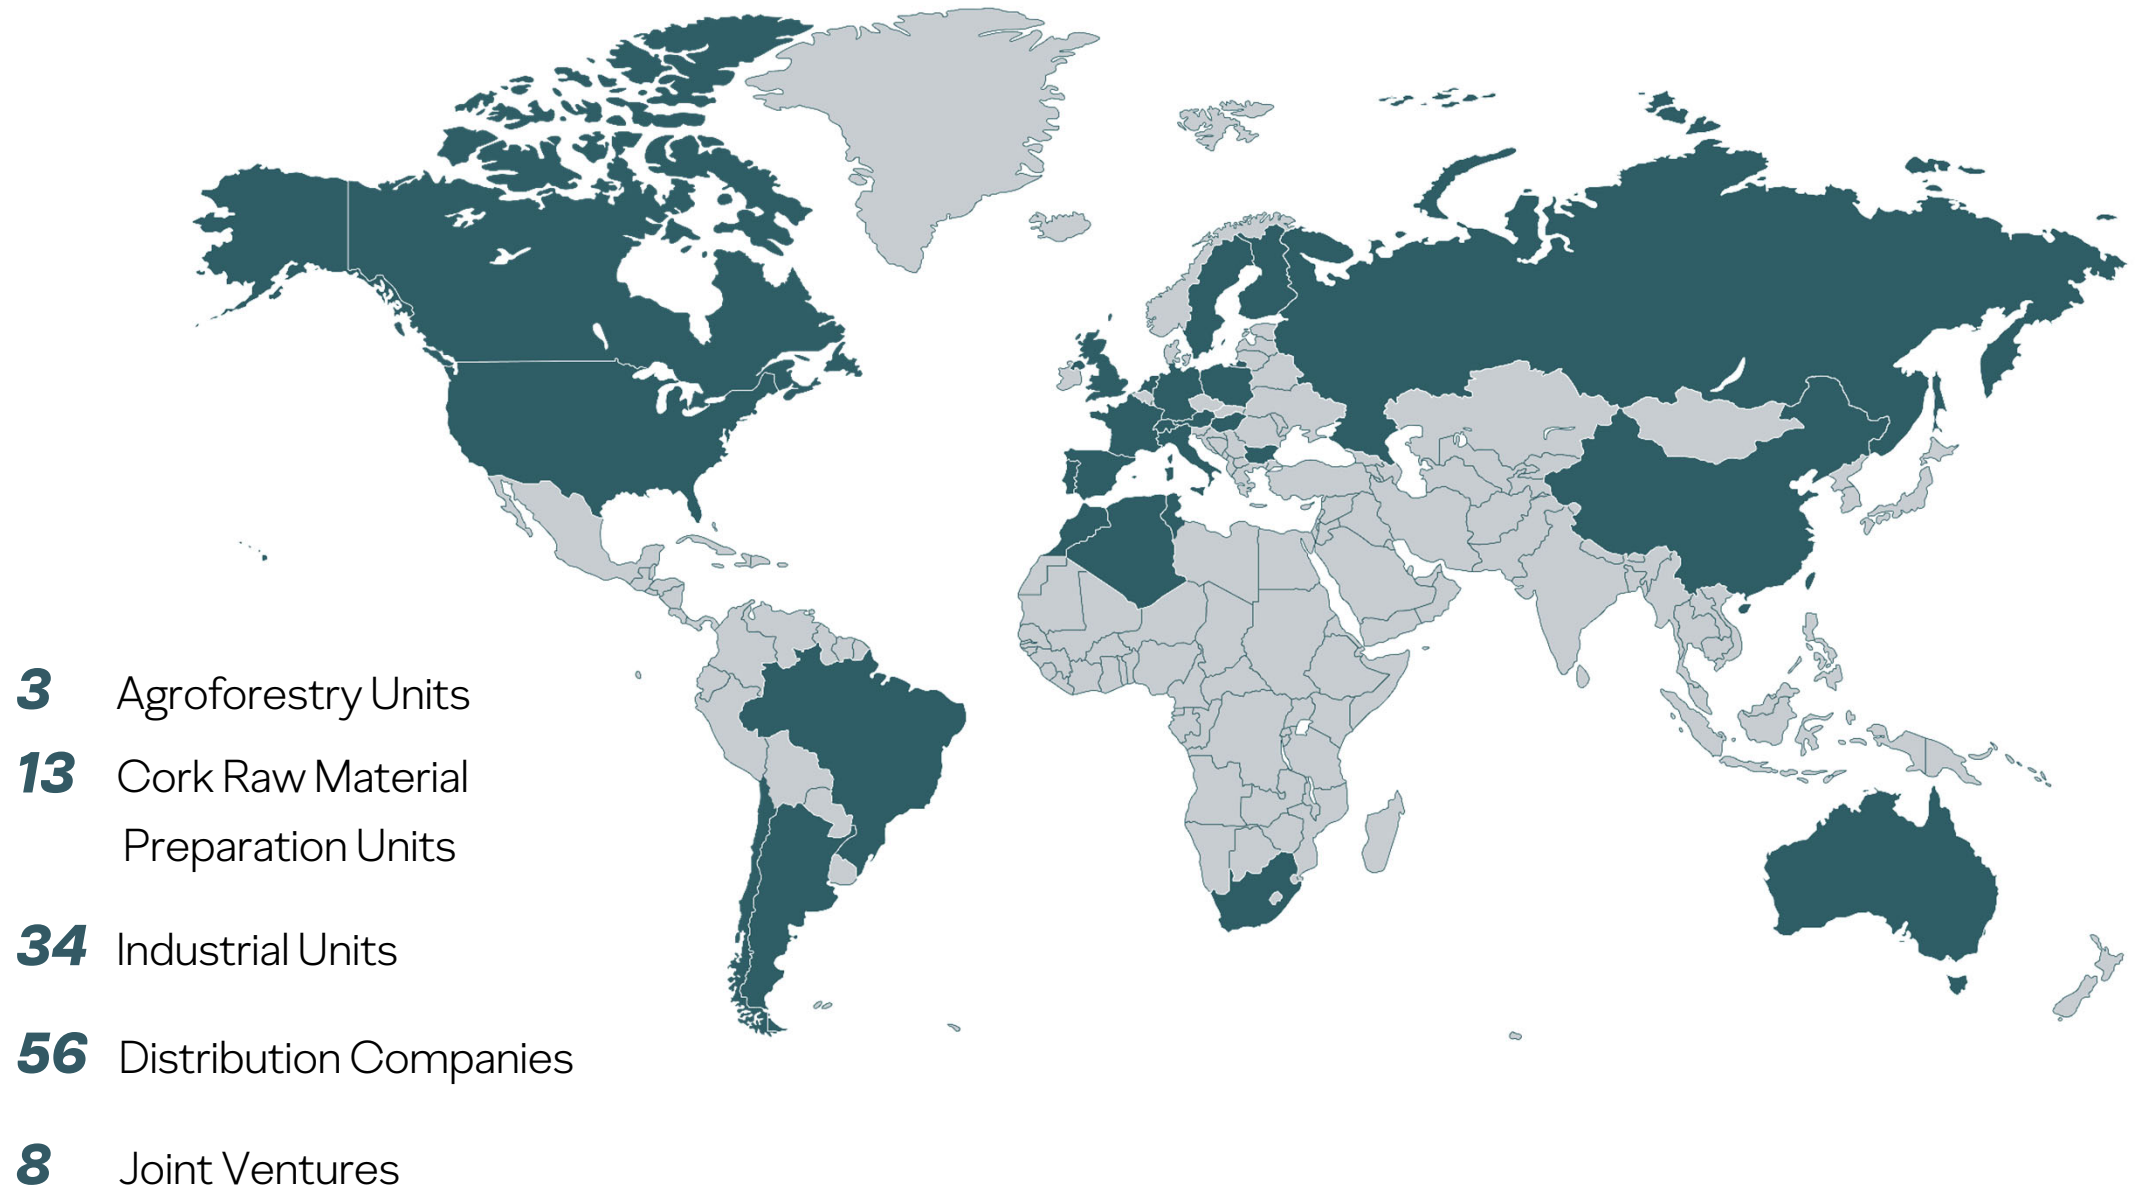 3 Agroforestry Units
13 Cork Raw Material
Preparation Units
34 Industrial Units
56 Distribution Companies
8 Joint Ventures